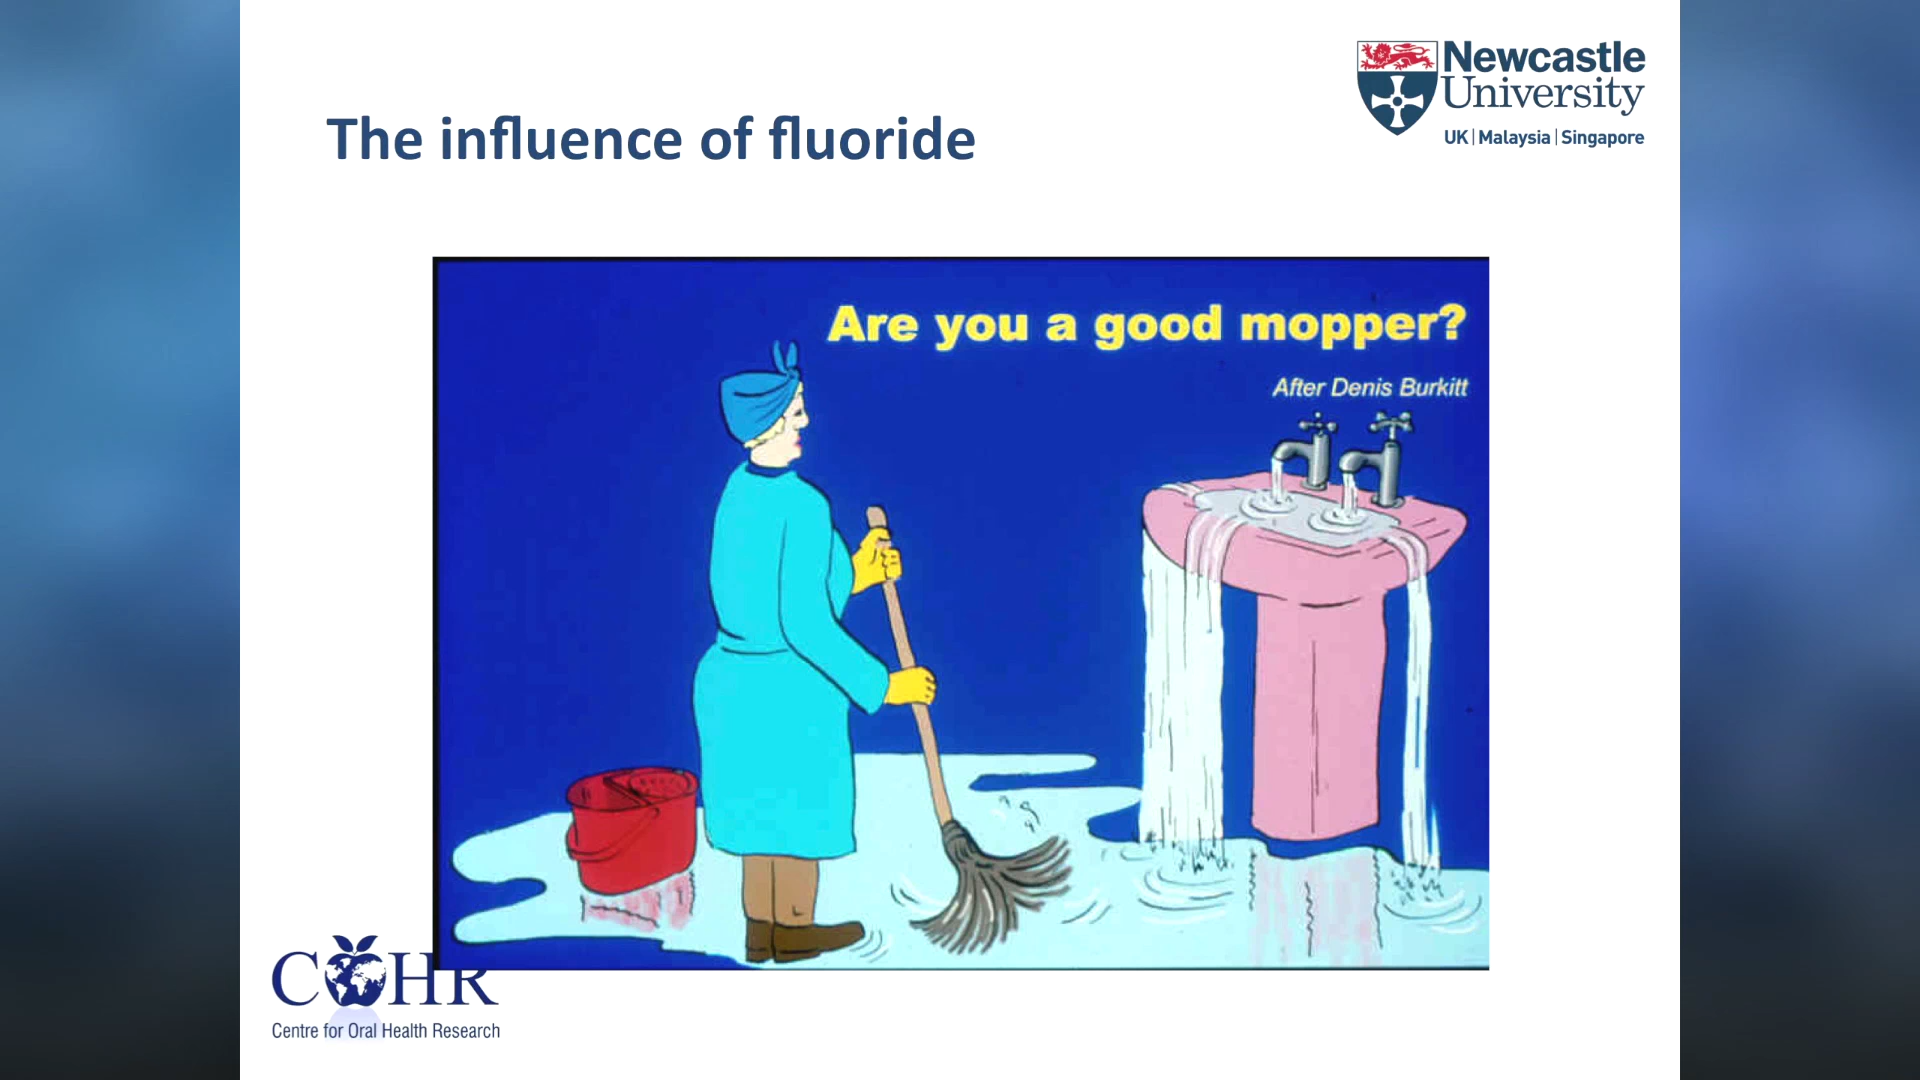 The influence of fluoride
Newcastle
University
UK | Malaysia | Singapore
Are you a good mopper?
After Denis Burkitt
COHR
Centre for Oral Health Research